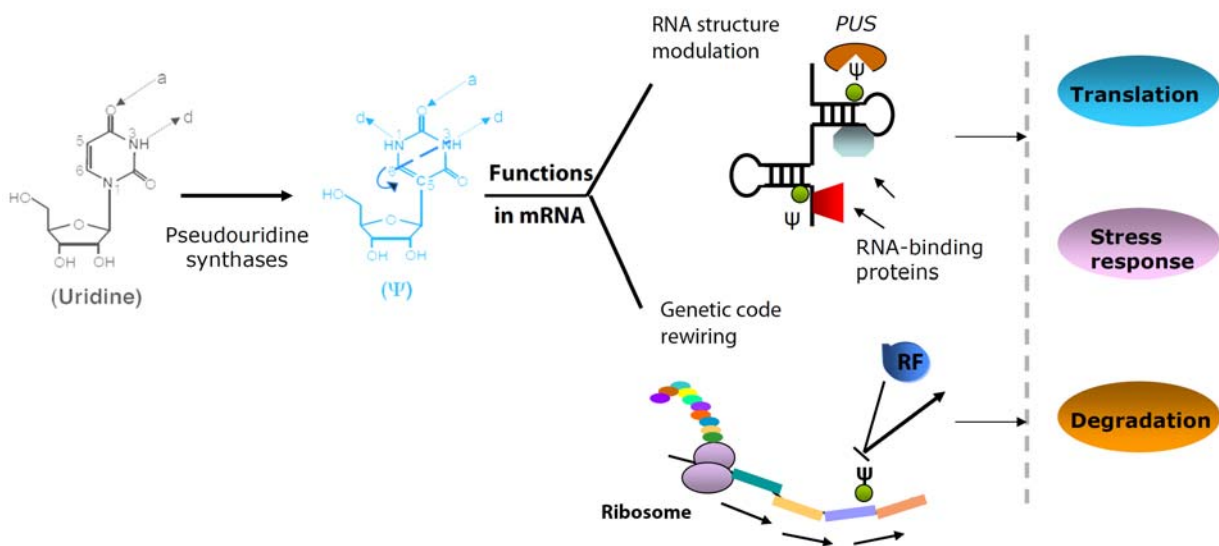 RNA structure
modulation
PUS
Ψ
a
O
d
5
3
NH
6
N
1
O
HO
O
OH
OH
(Uridine)
Pseudouridine
synthases
a
O
d
d
1
HN
3
NH
6
5
O
HO
O
OH
OH
(Ψ)
Functions
in mRNA
Ψ
RNA-binding
proteins
Genetic code
rewiring
RF
Ψ
Ribosome
Translation
Stress
response
Degradation